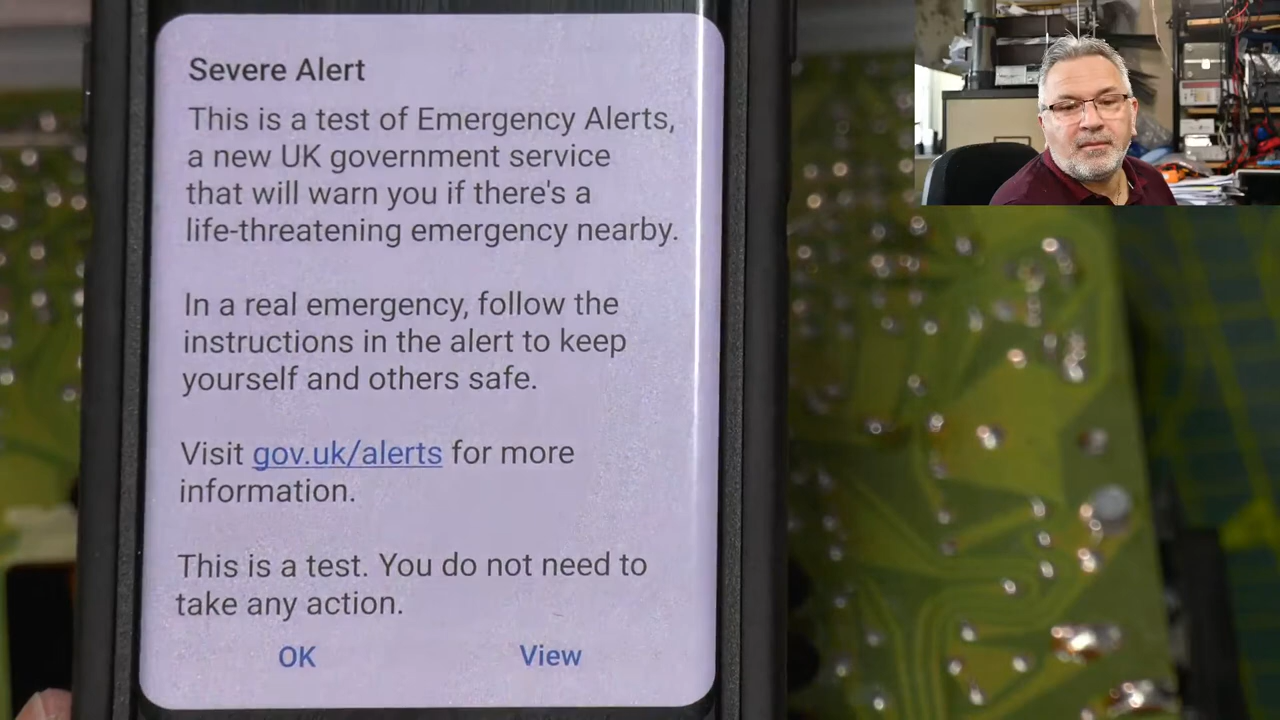 Severe Alert
This is a test of Emergency Alerts,
a new UK government service
that will warn you if there's a
life-threatening emergency nearby.
In a real emergency, follow the
instructions in the alert to keep
yourself and others safe.
Visit gov.uk/alerts for more
information.
This is a test. You do not need to
take any action.
OK View